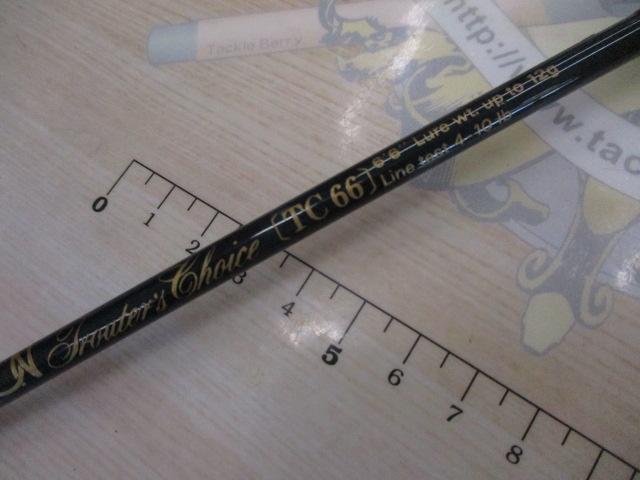 Tackle Berry
http://w
w.tac
Trouter's Choice [TC 66] 6'6" Lure wt. up to 12g
Line test 4-10 lb
0 1 2 3 4 5 6 7 8